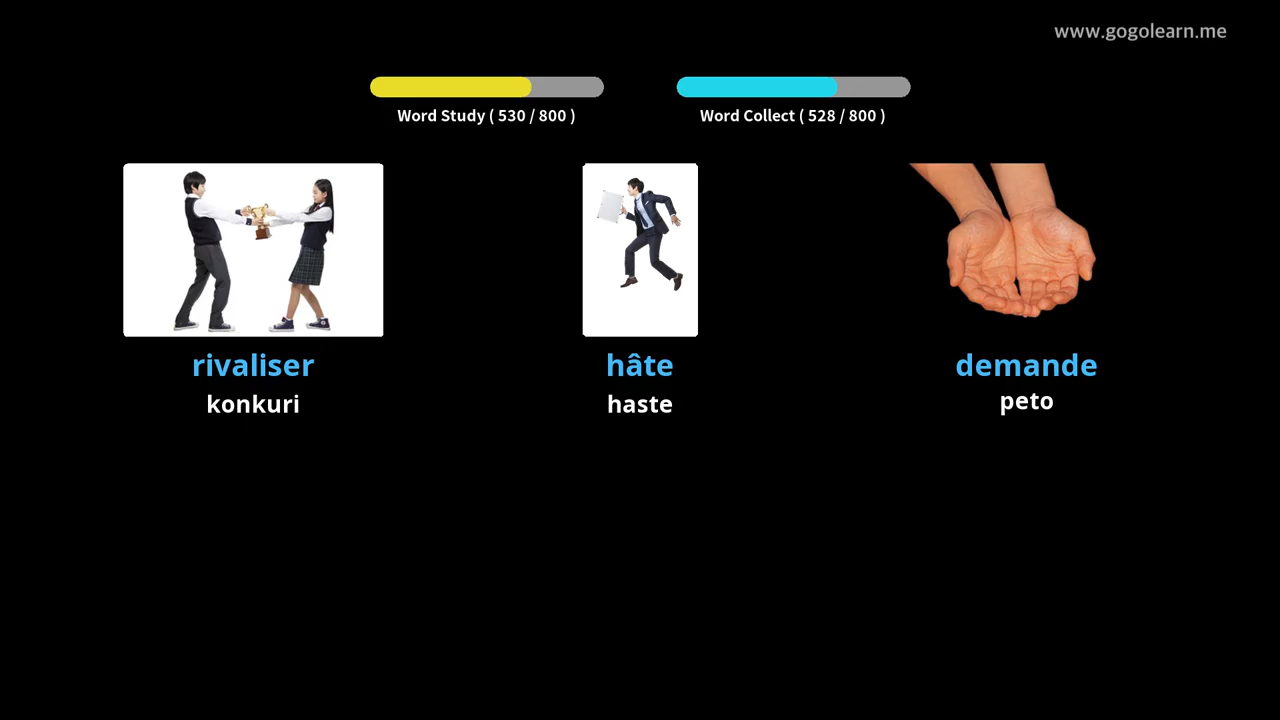 www.gogolearn.me
Word Study ( 530 / 800 )
Word Collect ( 528 / 800 )
rivaliser
konkuri
hâte
haste
demande
peto